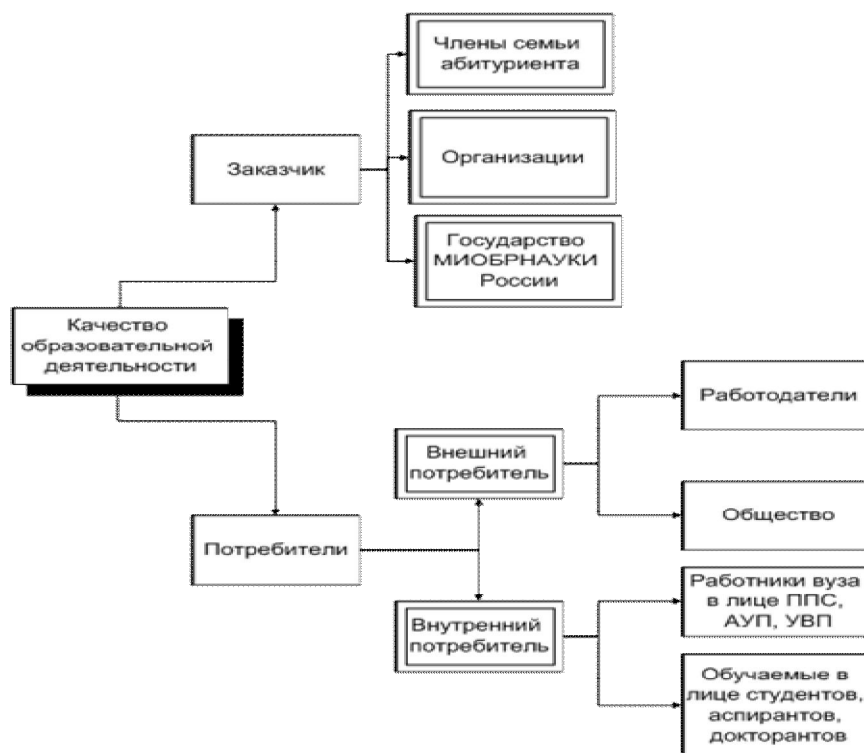 Члены семьи
абитуриента
Заказчик
Организации
Государство
МИОБРНАУКИ
России
Качество
образовательной
деятельности
Потребители
Внешний
потребитель
Работодатели
Общество
Внутренний
потребитель
Работники вуза
в лице ППС,
АУП, УВП
Обучаемые в
лице студентов,
аспирантов,
докторантов